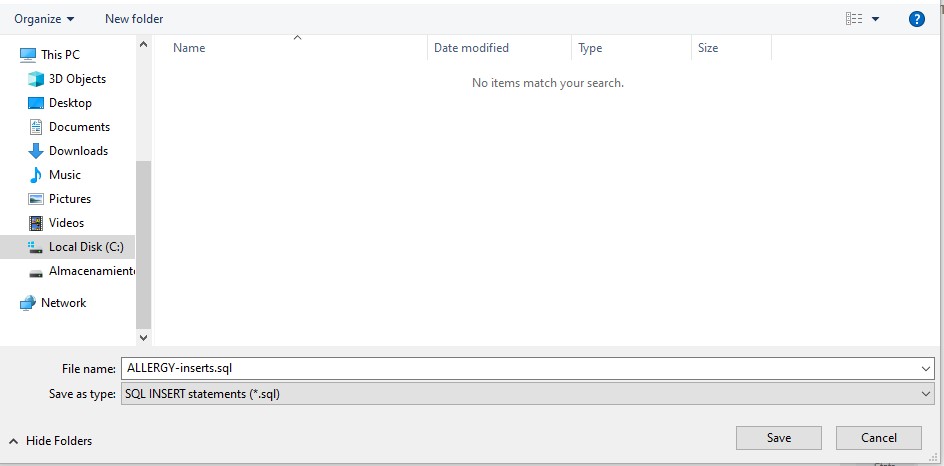 Organize New folder
Name Date modified Type Size
No items match your search.
This PC
3D Objects
Desktop
Documents
Downloads
Music
Pictures
Videos
Local Disk (C:)
Almacenamiento
Network
File name: ALLERGY-inserts.sql
Save as type: SQL INSERT statements (*.sql)
Hide Folders Save Cancel